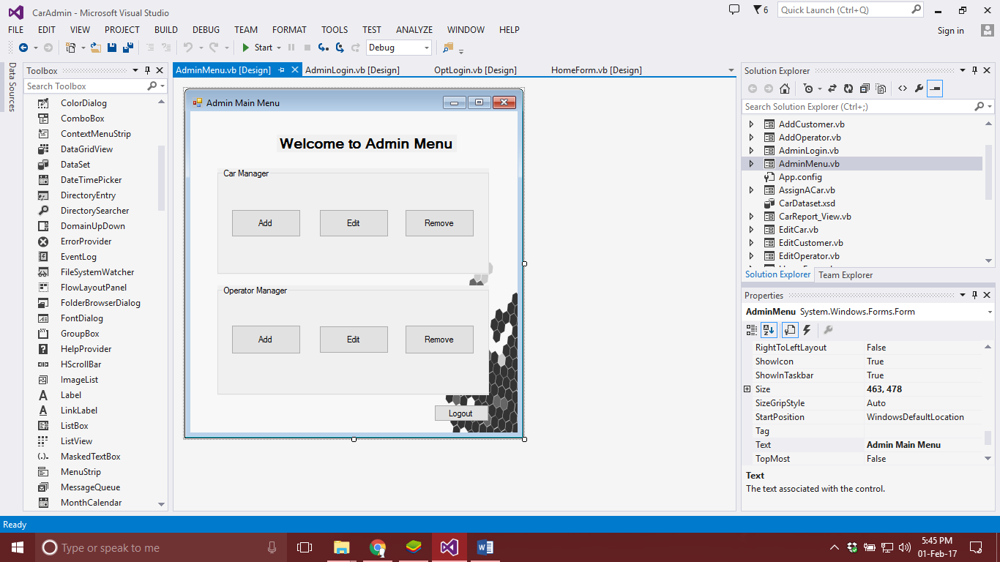 CarAdmin - Microsoft Visual Studio
6
Quick Launch (Ctrl+Q)
FILE EDIT VIEW PROJECT BUILD DEBUG TEAM FORMAT TOOLS TEST ANALYZE WINDOW HELP
Sign in
Start
Debug
Data Sources
Toolbox
Search Toolbox
ColorDialog
ComboBox
ContextMenuStrip
DataGridView
DataSet
DateTimePicker
DirectoryEntry
DirectorySearcher
DomainUpDown
ErrorProvider
EventLog
FileSystemWatcher
FlowLayoutPanel
FolderBrowserDialog
FontDialog
GroupBox
HelpProvider
HScrollBar
ImageList
Label
LinkLabel
ListBox
ListView
MaskedTextBox
MenuStrip
MessageQueue
MonthCalendar
AdminMenu.vb [Design] AdminLogin.vb [Design] OptLogin.vb [Design] HomeForm.vb [Design]
Admin Main Menu
Welcome to Admin Menu
Car Manager
Add Edit Remove
Operator Manager
Add Edit Remove
Logout
Solution Explorer
Search Solution Explorer (Ctrl+;)
AddCustomer.vb
AddOperator.vb
AdminLogin.vb
AdminMenu.vb
App.config
AssignACar.vb
CarDataset.xsd
CarReport_View.vb
EditCar.vb
EditCustomer.vb
EditOperator.vb
Solution Explorer Team Explorer
Properties
AdminMenu System.Windows.Forms.Form
RightToLeftLayout False
ShowIcon True
ShowInTaskbar True
Size 463, 478
SizeGripStyle Auto
StartPosition WindowsDefaultLocation
Tag
Text Admin Main Menu
TopMost False
Text
The text associated with the control.
Ready
Type or speak to me
5:45 PM
01-Feb-17